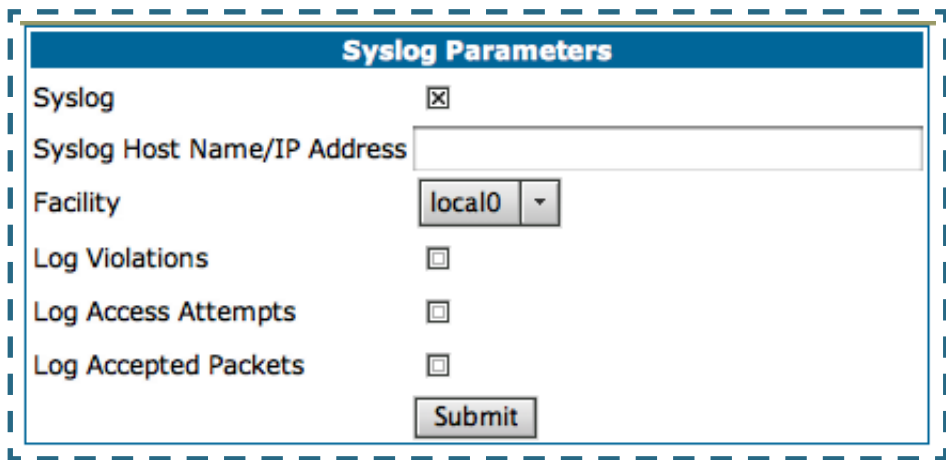 Syslog Parameters
Syslog
Syslog Host Name/IP Address
Facility local0
Log Violations
Log Access Attempts
Log Accepted Packets
Submit